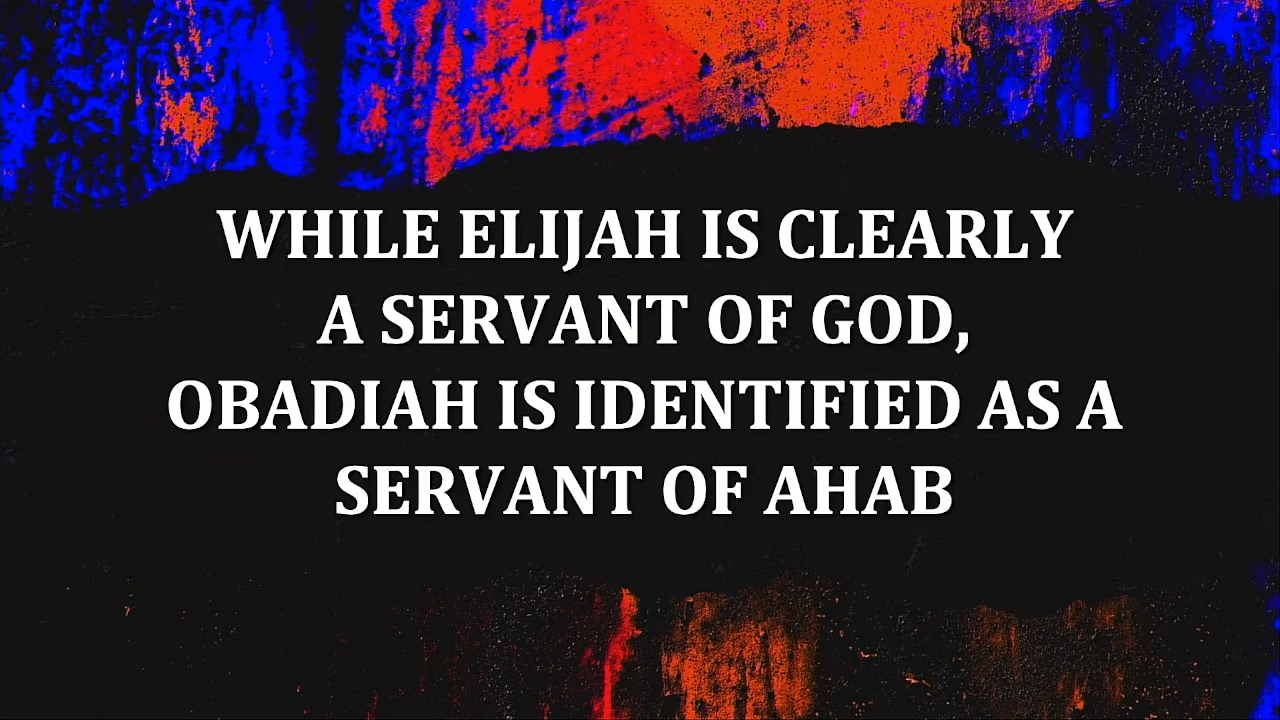 WHILE ELIJAH IS CLEARLY
A SERVANT OF GOD,
OBADIAH IS IDENTIFIED AS A
SERVANT OF AHAB